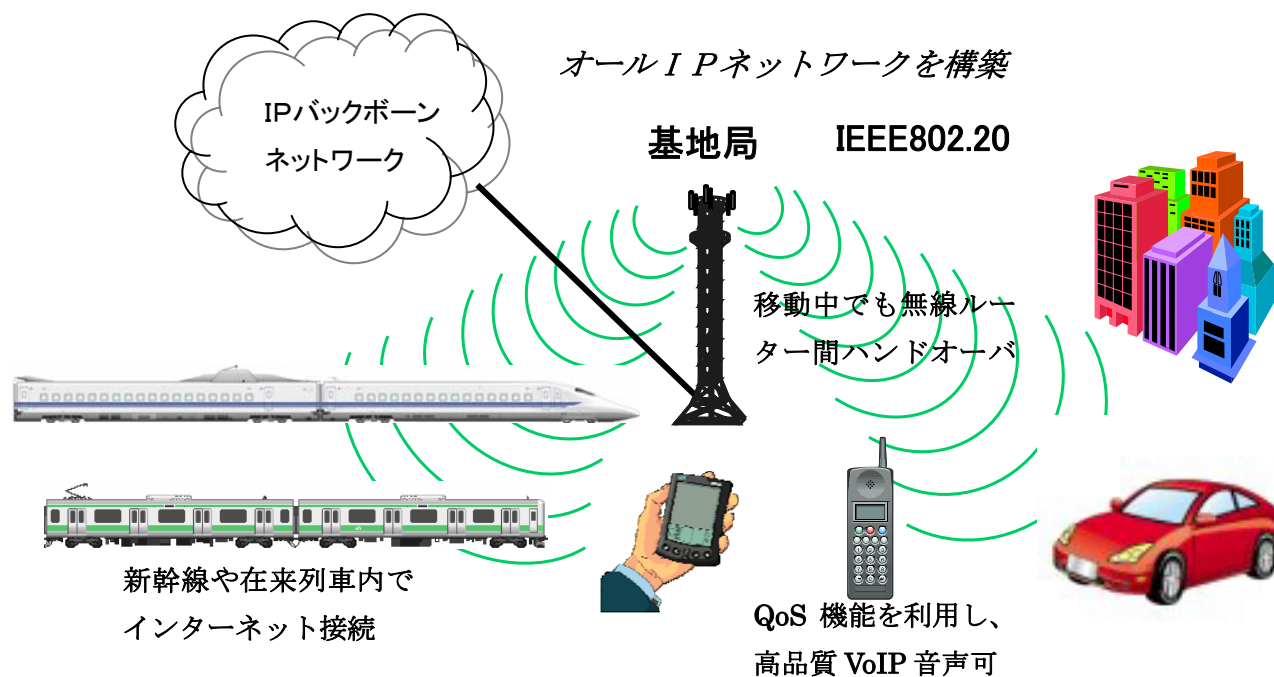 オールＩＰネットワークを構築
IPバックボーン
ネットワーク
基地局
IEEE802.20
移動中でも無線ルー
ター間ハンドオーバ
新幹線や在来列車内で
インターネット接続
QoS 機能を利用し、
高品質 VoIP 音声可